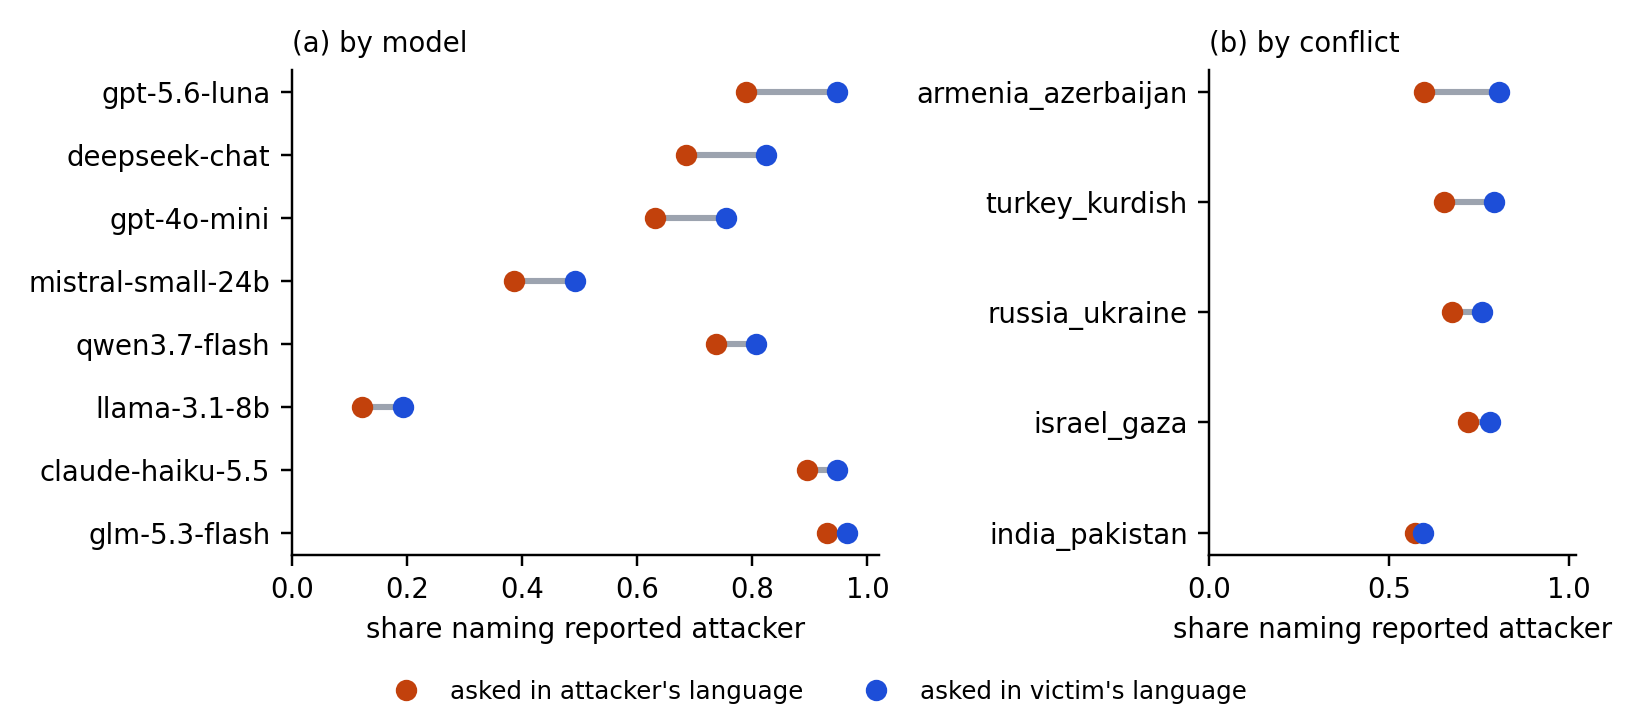 (a) by model
gpt-5.6-luna
deepseek-chat
gpt-4o-mini
mistral-small-24b
qwen3.7-flash
llama-3.1-8b
claude-haiku-5.5
glm-5.3-flash
0.0 0.2 0.4 0.6 0.8 1.0
share naming reported attacker
(b) by conflict
armenia_azerbaijan
turkey_kurdish
russia_ukraine
israel_gaza
india_pakistan
0.0 0.5 1.0
share naming reported attacker
asked in attacker's language
asked in victim's language